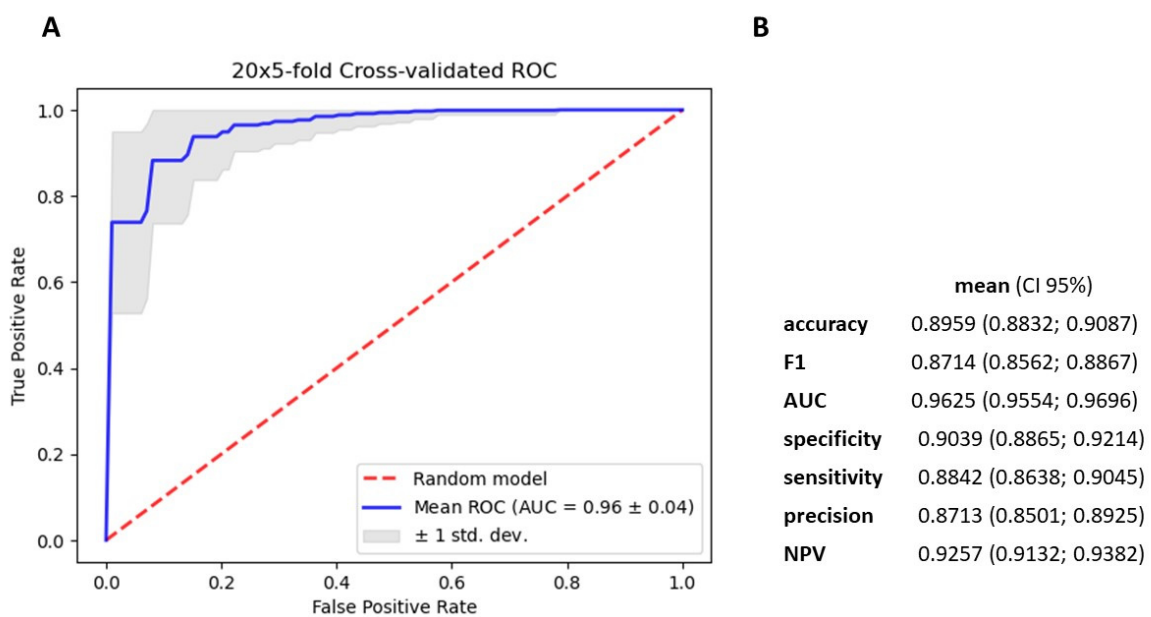 A
B
20x5-fold Cross-validated ROC
True Positive Rate
1.0
0.8
0.6
0.4
0.2
0.0
Random model
Mean ROC (AUC = 0.96 ± 0.04)
± 1 std. dev.
0.0 0.2 0.4 0.6 0.8 1.0
False Positive Rate
mean (CI 95%)
accuracy 0.8959 (0.8832; 0.9087)
F1 0.8714 (0.8562; 0.8867)
AUC 0.9625 (0.9554; 0.9696)
specificity 0.9039 (0.8865; 0.9214)
sensitivity 0.8842 (0.8638; 0.9045)
precision 0.8713 (0.8501; 0.8925)
NPV 0.9257 (0.9132; 0.9382)